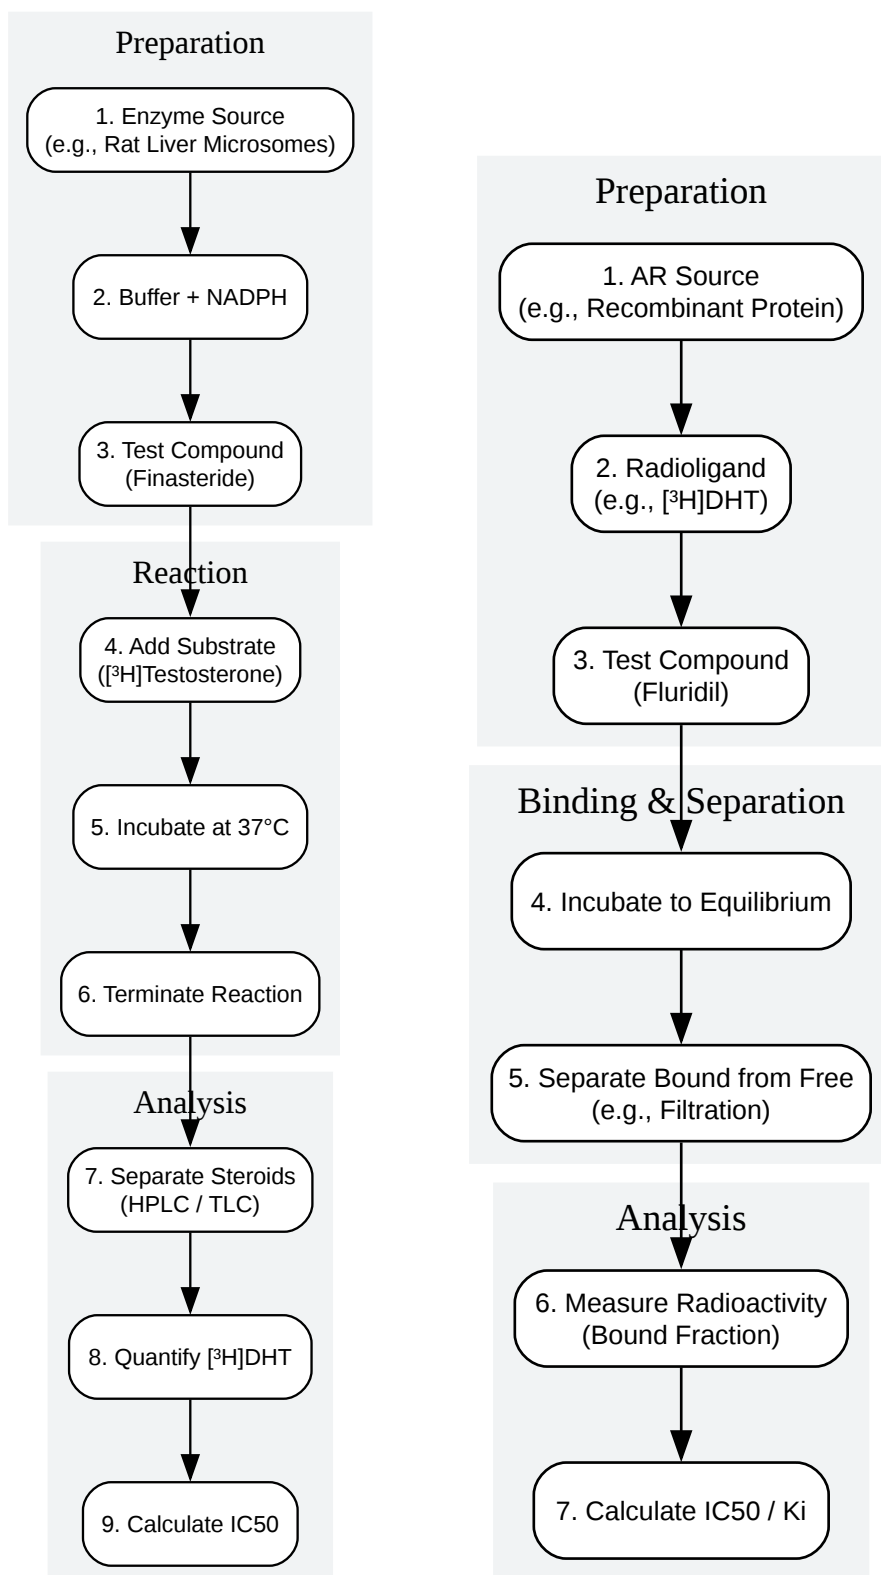 Preparation
1. Enzyme Source
(e.g., Rat Liver Microsomes)
2. Buffer + NADPH
3. Test Compound
(Finasteride)
Reaction
4. Add Substrate
([³H]Testosterone)
5. Incubate at 37°C
6. Terminate Reaction
Analysis
7. Separate Steroids
(HPLC / TLC)
8. Quantify [³H]DHT
9. Calculate IC50
Preparation
1. AR Source
(e.g., Recombinant Protein)
2. Radioligand
(e.g., [³H]DHT)
3. Test Compound
(Fluridil)
Binding & Separation
4. Incubate to Equilibrium
5. Separate Bound from Free
(e.g., Filtration)
Analysis
6. Measure Radioactivity
(Bound Fraction)
7. Calculate IC50 / Ki